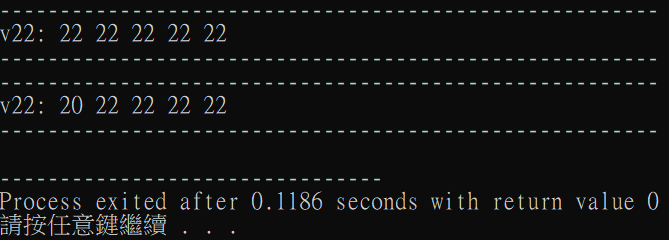 -------------------------------------------------------
v22: 22 22 22 22 22
-------------------------------------------------------
-------------------------------------------------------
v22: 20 22 22 22 22
-------------------------------------------------------
--------------------------------
Process exited after 0.1186 seconds with return value 0
請按任意鍵繼續 . . .